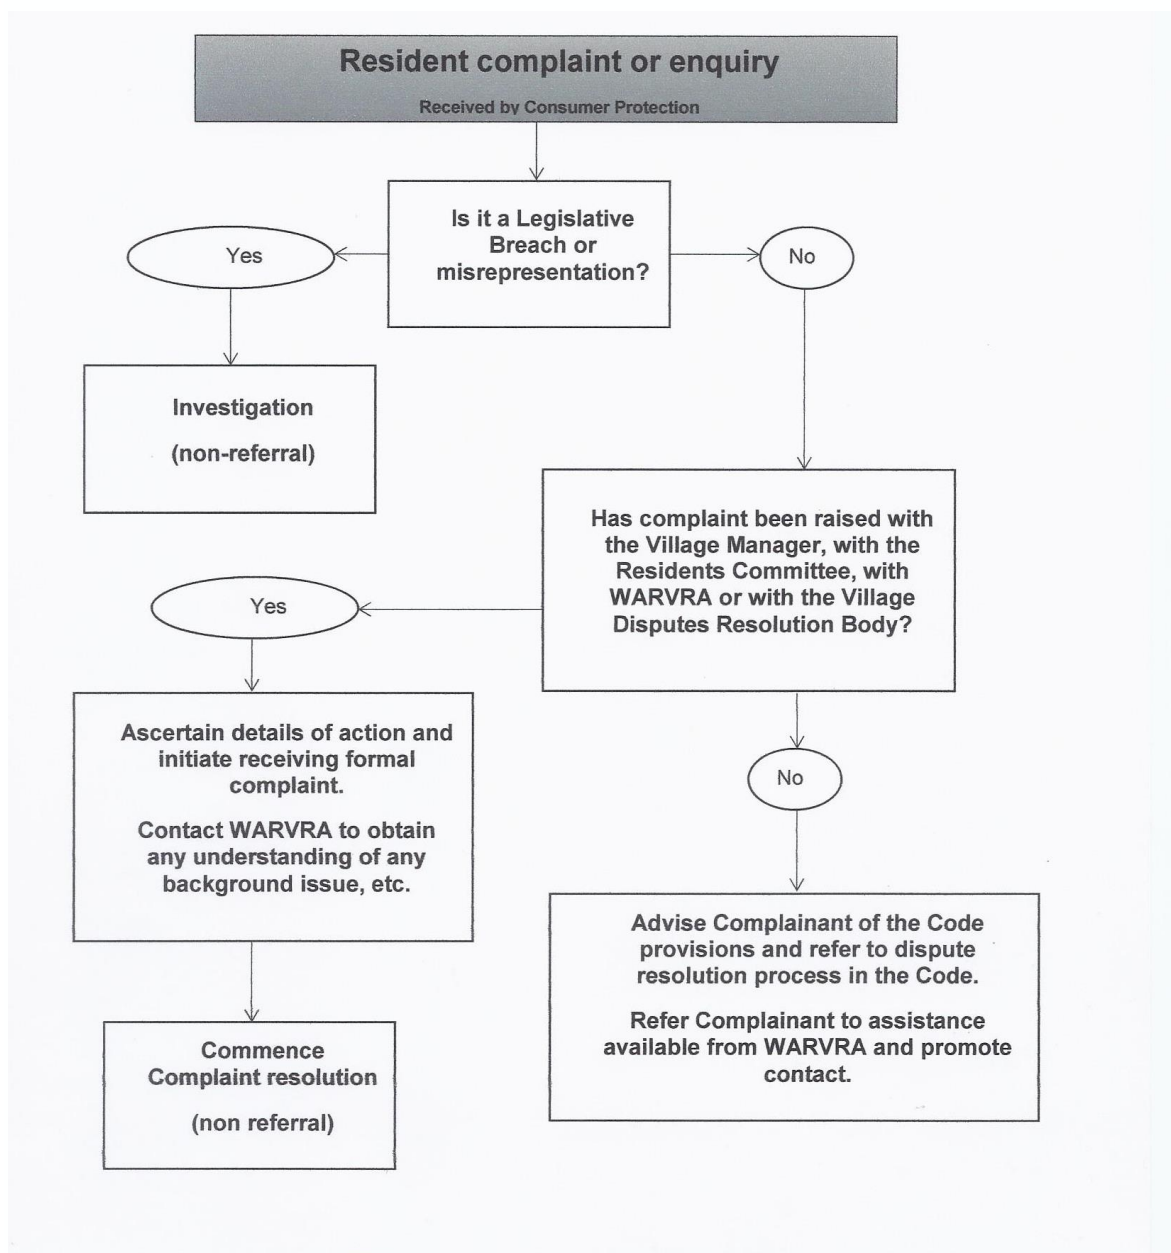 Resident complaint or enquiry
Received by Consumer Protection
Is it a Legislative
Breach or
misrepresentation?
Yes
No
Investigation
(non-referral)
Has complaint been raised with
the Village Manager, with the
Residents Committee, with
WARVRA or with the Village
Disputes Resolution Body?
Yes
Ascertain details of action and
initiate receiving formal
complaint.
Contact WARVRA to obtain
any understanding of any
background issue, etc.
No
Advise Complainant of the Code
provisions and refer to dispute
resolution process in the Code.
Refer Complainant to assistance
available from WARVRA and promote
contact.
Commence
Complaint resolution
(non referral)